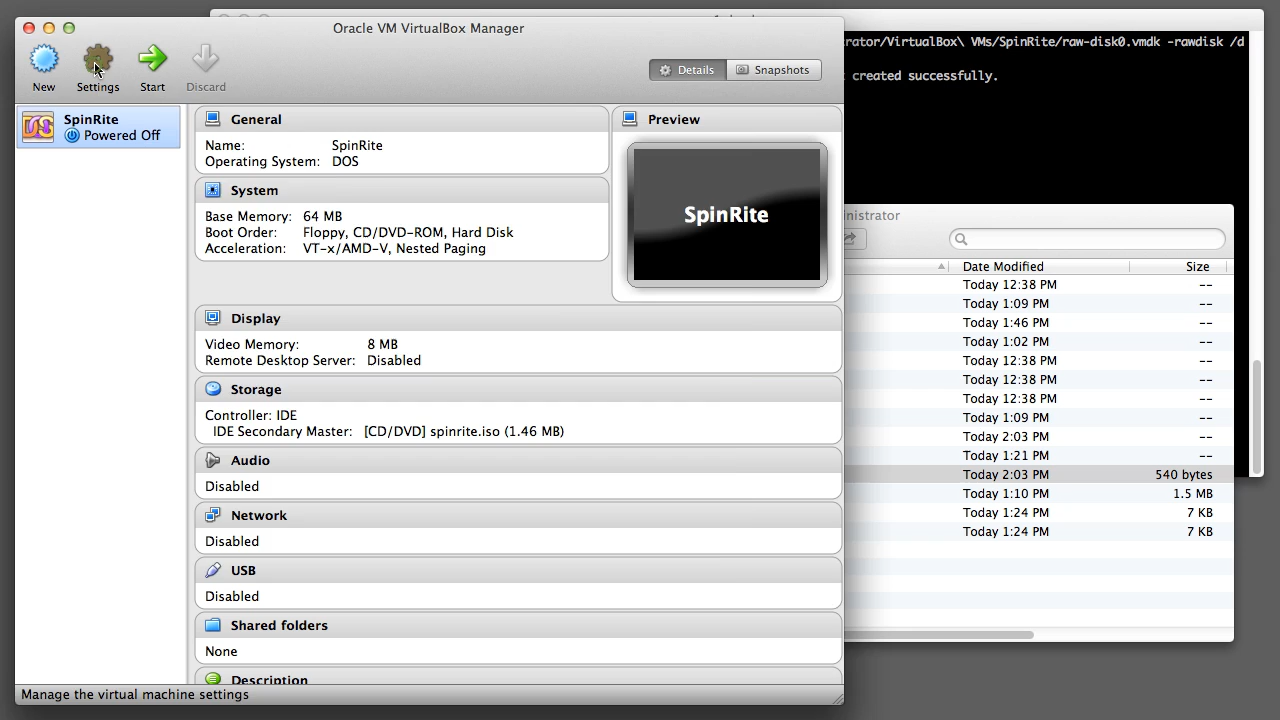 Oracle VM VirtualBox Manager
New
Settings
Start
Discard
Details
Snapshots
SpinRite
Powered Off
General
Name: SpinRite
Operating System: DOS
System
Base Memory: 64 MB
Boot Order: Floppy, CD/DVD-ROM, Hard Disk
Acceleration: VT-x/AMD-V, Nested Paging
Preview
SpinRite
Display
Video Memory: 8 MB
Remote Desktop Server: Disabled
Storage
Controller: IDE
IDE Secondary Master: [CD/DVD] spinrite.iso (1.46 MB)
Audio
Disabled
Network
Disabled
USB
Disabled
Shared folders
None
Description
Manage the virtual machine settings
rator/VirtualBox\ VMs/SpinRite/raw-disk0.vmdk -rawdisk /d
created successfully.
inistrator
Date Modified Size
Today 12:38 PM --
Today 1:09 PM --
Today 1:46 PM --
Today 1:02 PM --
Today 12:38 PM --
Today 12:38 PM --
Today 12:38 PM --
Today 1:09 PM --
Today 2:03 PM --
Today 1:21 PM --
Today 2:03 PM 540 bytes
Today 1:10 PM 1.5 MB
Today 1:24 PM 7 KB
Today 1:24 PM 7 KB